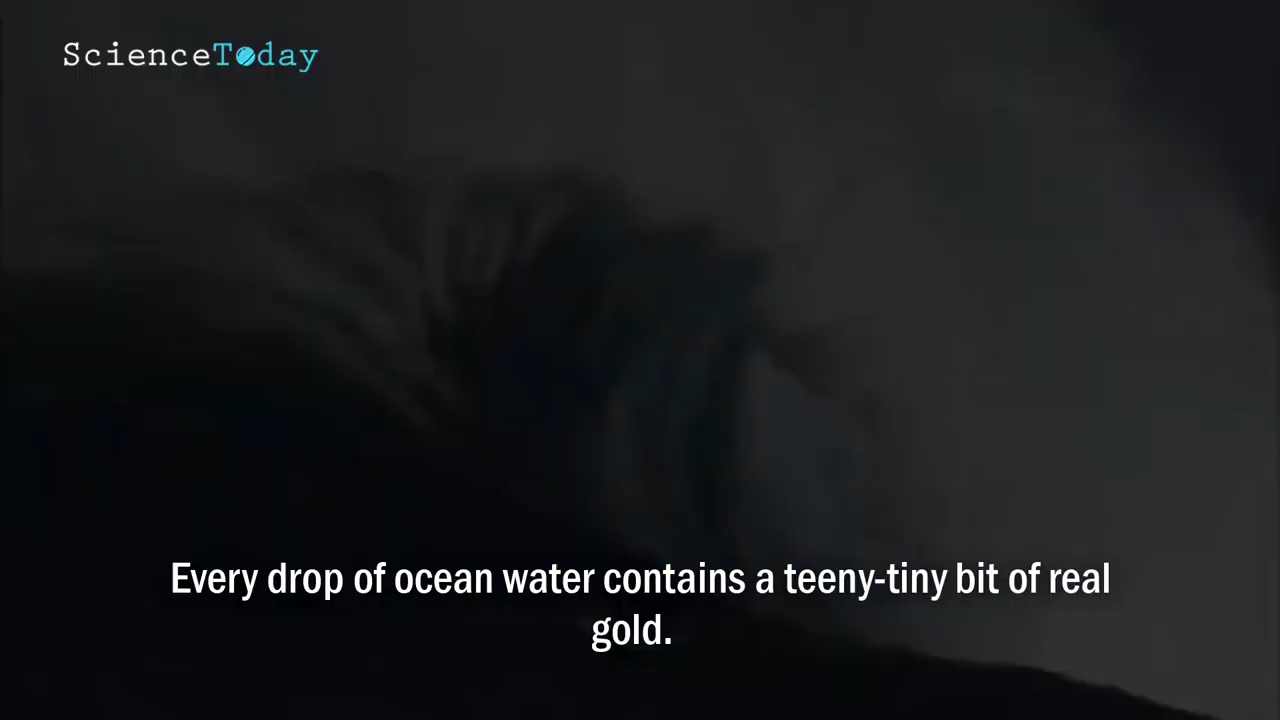 ScienceToday
Every drop of ocean water contains a teeny-tiny bit of real
gold.